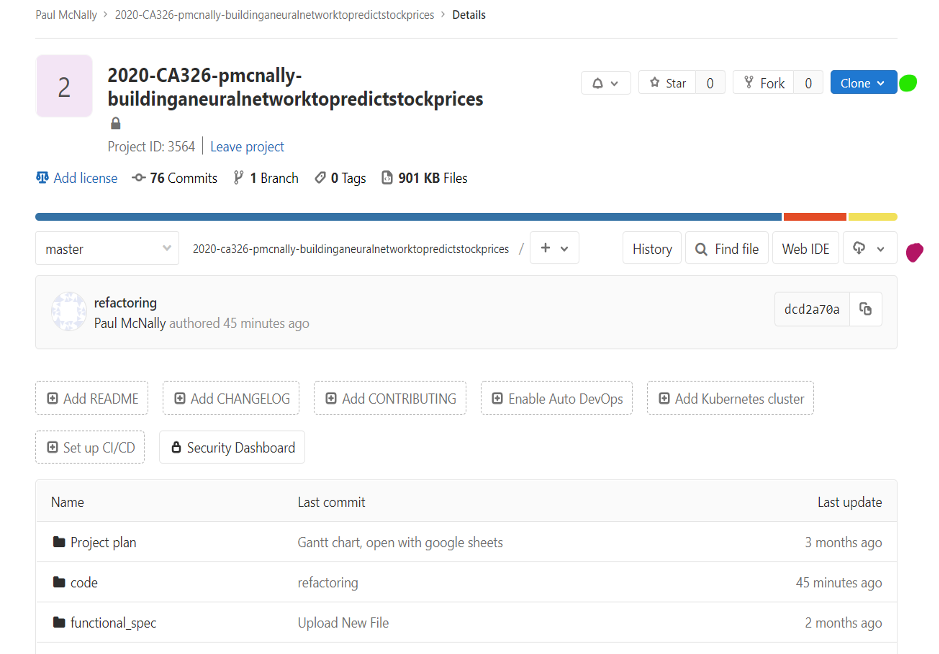 Paul McNally > 2020-CA326-pmcnally-buildinganeuralnetworktopredictstockprices > Details
2
2020-CA326-pmcnally-
buildinganeuralnetworktopredictstockprices
Star 0 Fork 0 Clone
Project ID: 3564 | Leave project
Add license 76 Commits 1 Branch 0 Tags 901 KB Files
master 2020-ca326-pmcnally-buildinganeuralnetworktopredictstockprices / + History Find file Web IDE
refactoring
Paul McNally authored 45 minutes ago
dcd2a70a
Add README Add CHANGELOG Add CONTRIBUTING Enable Auto DevOps Add Kubernetes cluster
Set up CI/CD Security Dashboard
Name Last commit Last update
Project plan Gantt chart, open with google sheets 3 months ago
code refactoring 45 minutes ago
functional_spec Upload New File 2 months ago